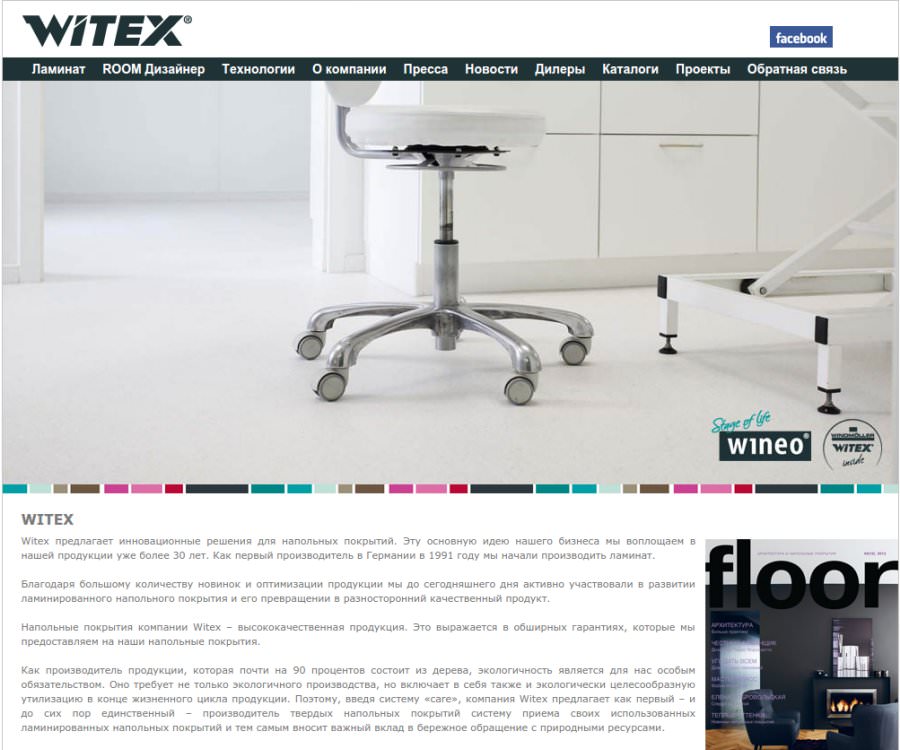 WITEX®
facebook
Ламинат ROOM Дизайнер Технологии О компании Пресса Новости Дилеры Каталоги Проекты Обратная связь
Stage of life
wineo®
WINDMÖLLER
WITEX®
inside
WITEX
Witex предлагает инновационные решения для напольных покрытий. Эту основную идею нашего бизнеса мы воплощаем в
нашей продукции уже более 30 лет. Как первый производитель в Германии в 1991 году мы начали производить ламинат.
Благодаря большому количеству новинок и оптимизации продукции мы до сегодняшнего дня активно участвовали в развитии
ламинированного напольного покрытия и его превращении в разносторонний качественный продукт.
Напольные покрытия компании Witex – высококачественная продукция. Это выражается в обширных гарантиях, которые мы
предоставляем на наши напольные покрытия.
Как производитель продукции, которая почти на 90 процентов состоит из дерева, экологичность является для нас особым
обязательством. Оно требует не только экологичного производства, но включает в себя также и экологически целесообразную
утилизацию в конце жизненного цикла продукции. Поэтому, введя систему «care», компания Witex предлагает как первый – и
до сих пор единственный – производитель твердых напольных покрытий систему приема своих использованных
ламинированных напольных покрытий и тем самым вносит важный вклад в бережное обращение с природными ресурсами.
floor
АРХИТЕКТУРА